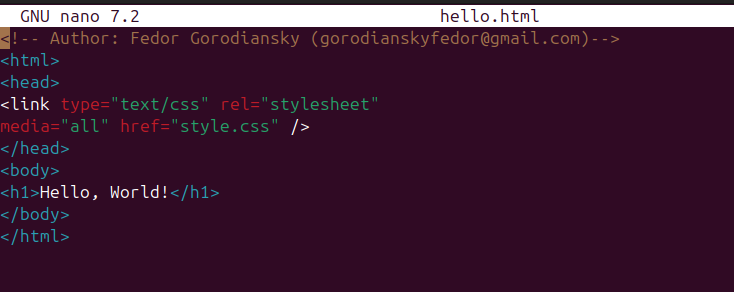 GNU nano 7.2 hello.html
<!-- Author: Fedor Gorodiansky (gorodianskyfedor@gmail.com)-->
<html>
<head>
<link type="text/css" rel="stylesheet"
media="all" href="style.css" />
</head>
<body>
<h1>Hello, World!</h1>
</body>
</html>